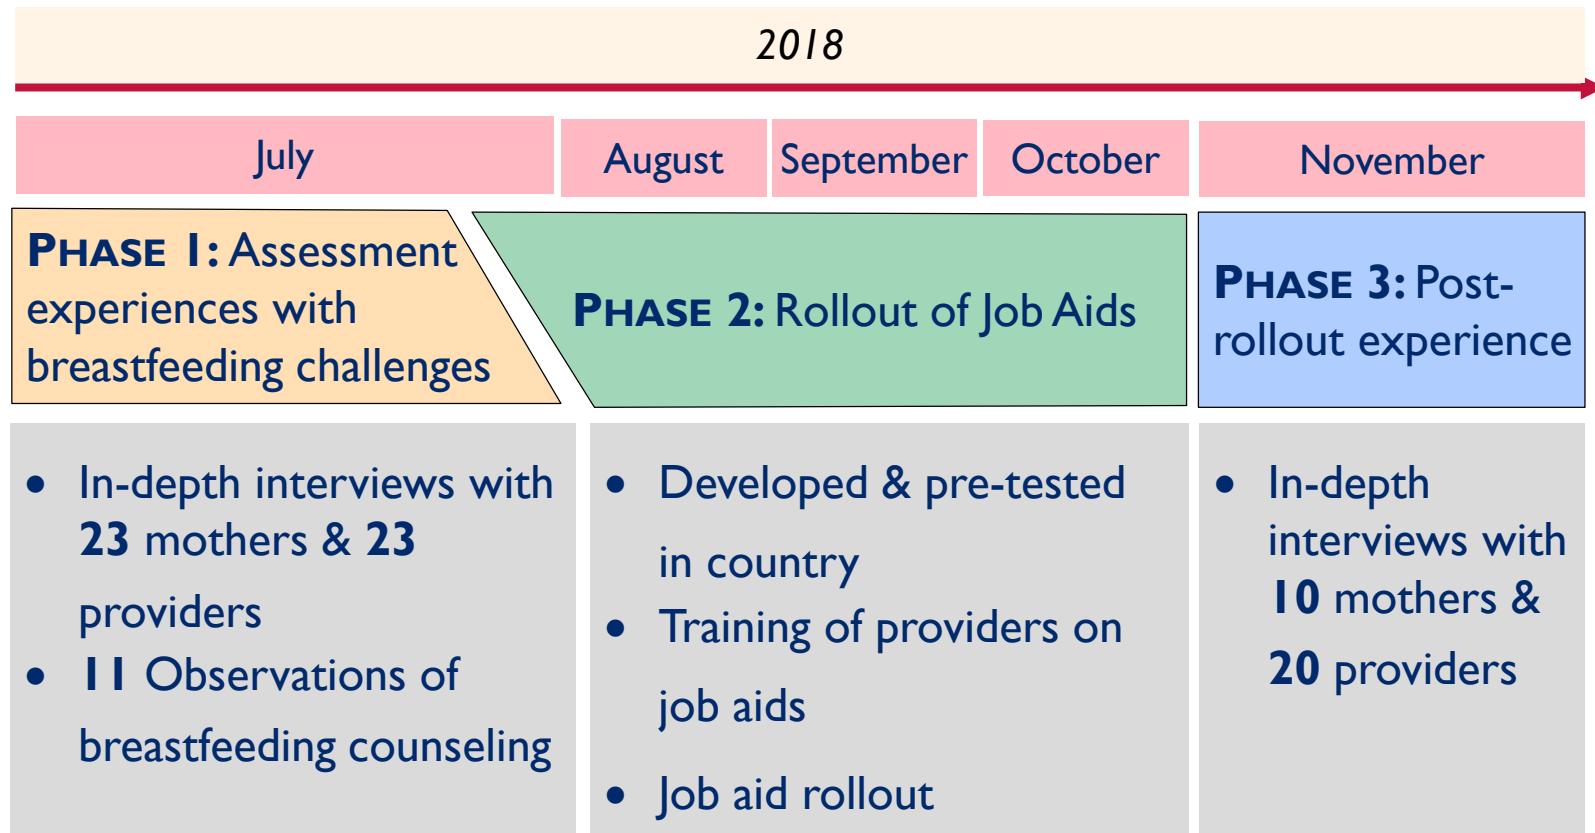 2018
July
August
September
October
November
PHASE 1: Assessment
experiences with
breastfeeding challenges
PHASE 2: Rollout of Job Aids
PHASE 3: Post-
rollout experience
• In-depth interviews with
23 mothers & 23
providers
• 11 Observations of
breastfeeding counseling
• Developed & pre-tested
in country
• Training of providers on
job aids
• Job aid rollout
• In-depth
interviews with
10 mothers &
20 providers